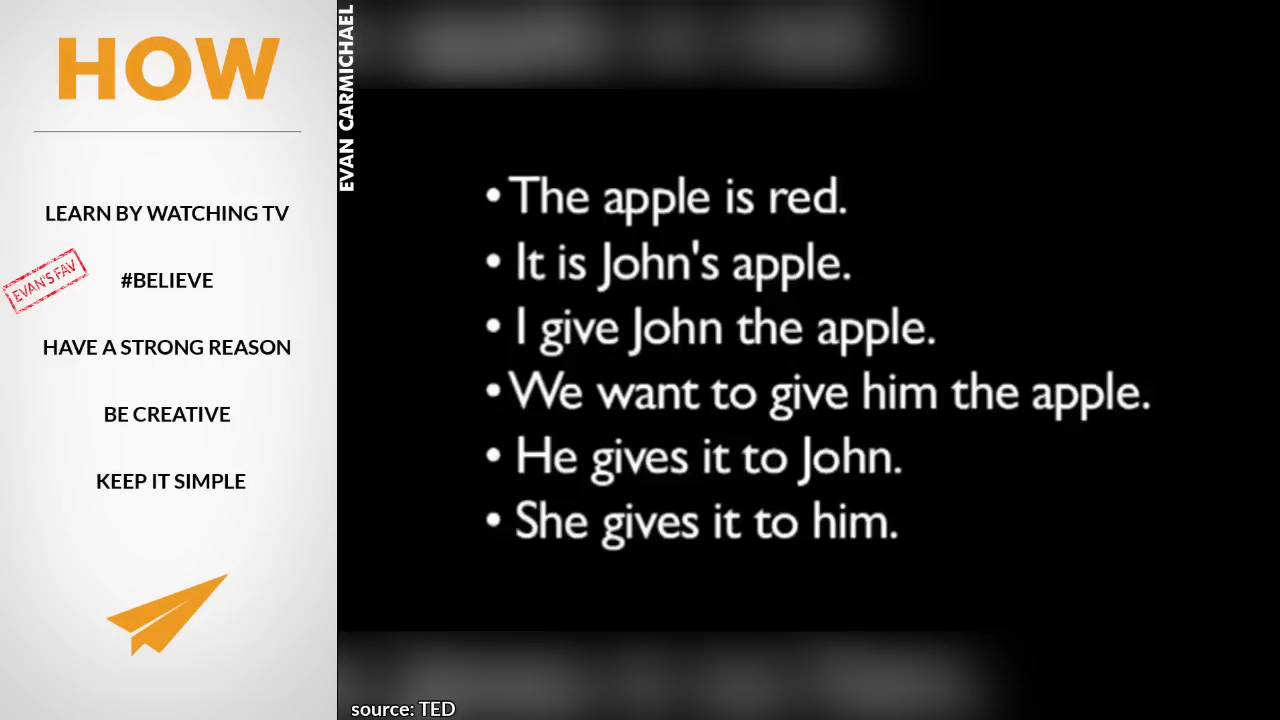 HOW
LEARN BY WATCHING TV
EVAN'S FAV
#BELIEVE
HAVE A STRONG REASON
BE CREATIVE
KEEP IT SIMPLE
EVAN CARMICHAEL
• The apple is red.
• It is John's apple.
• I give John the apple.
• We want to give him the apple.
• He gives it to John.
• She gives it to him.
source: TED